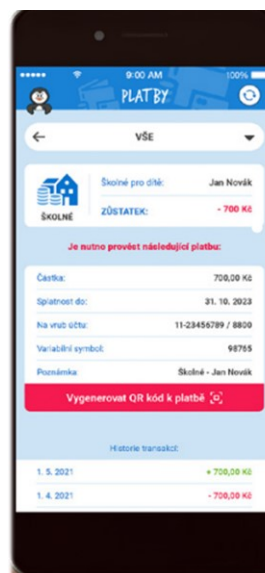 9:00 AM 100%
PLATBY
VŠE
Školné pro dítě: Jan Novák
ŠKOLNÉ
ZŮSTATEK: - 700 Kč
Je nutno provést následující platbu:
Částka: 700,00 Kč
Splatnost do: 31. 10. 2023
Na vrub účtu: 11-23456789 / 8800
Variabilní symbol: 98765
Poznámka: Školné - Jan Novák
Vygenerovat QR kód k platbě
Historie transakcí:
1. 5. 2021 + 700,00 Kč
1. 4. 2021 - 700,00 Kč